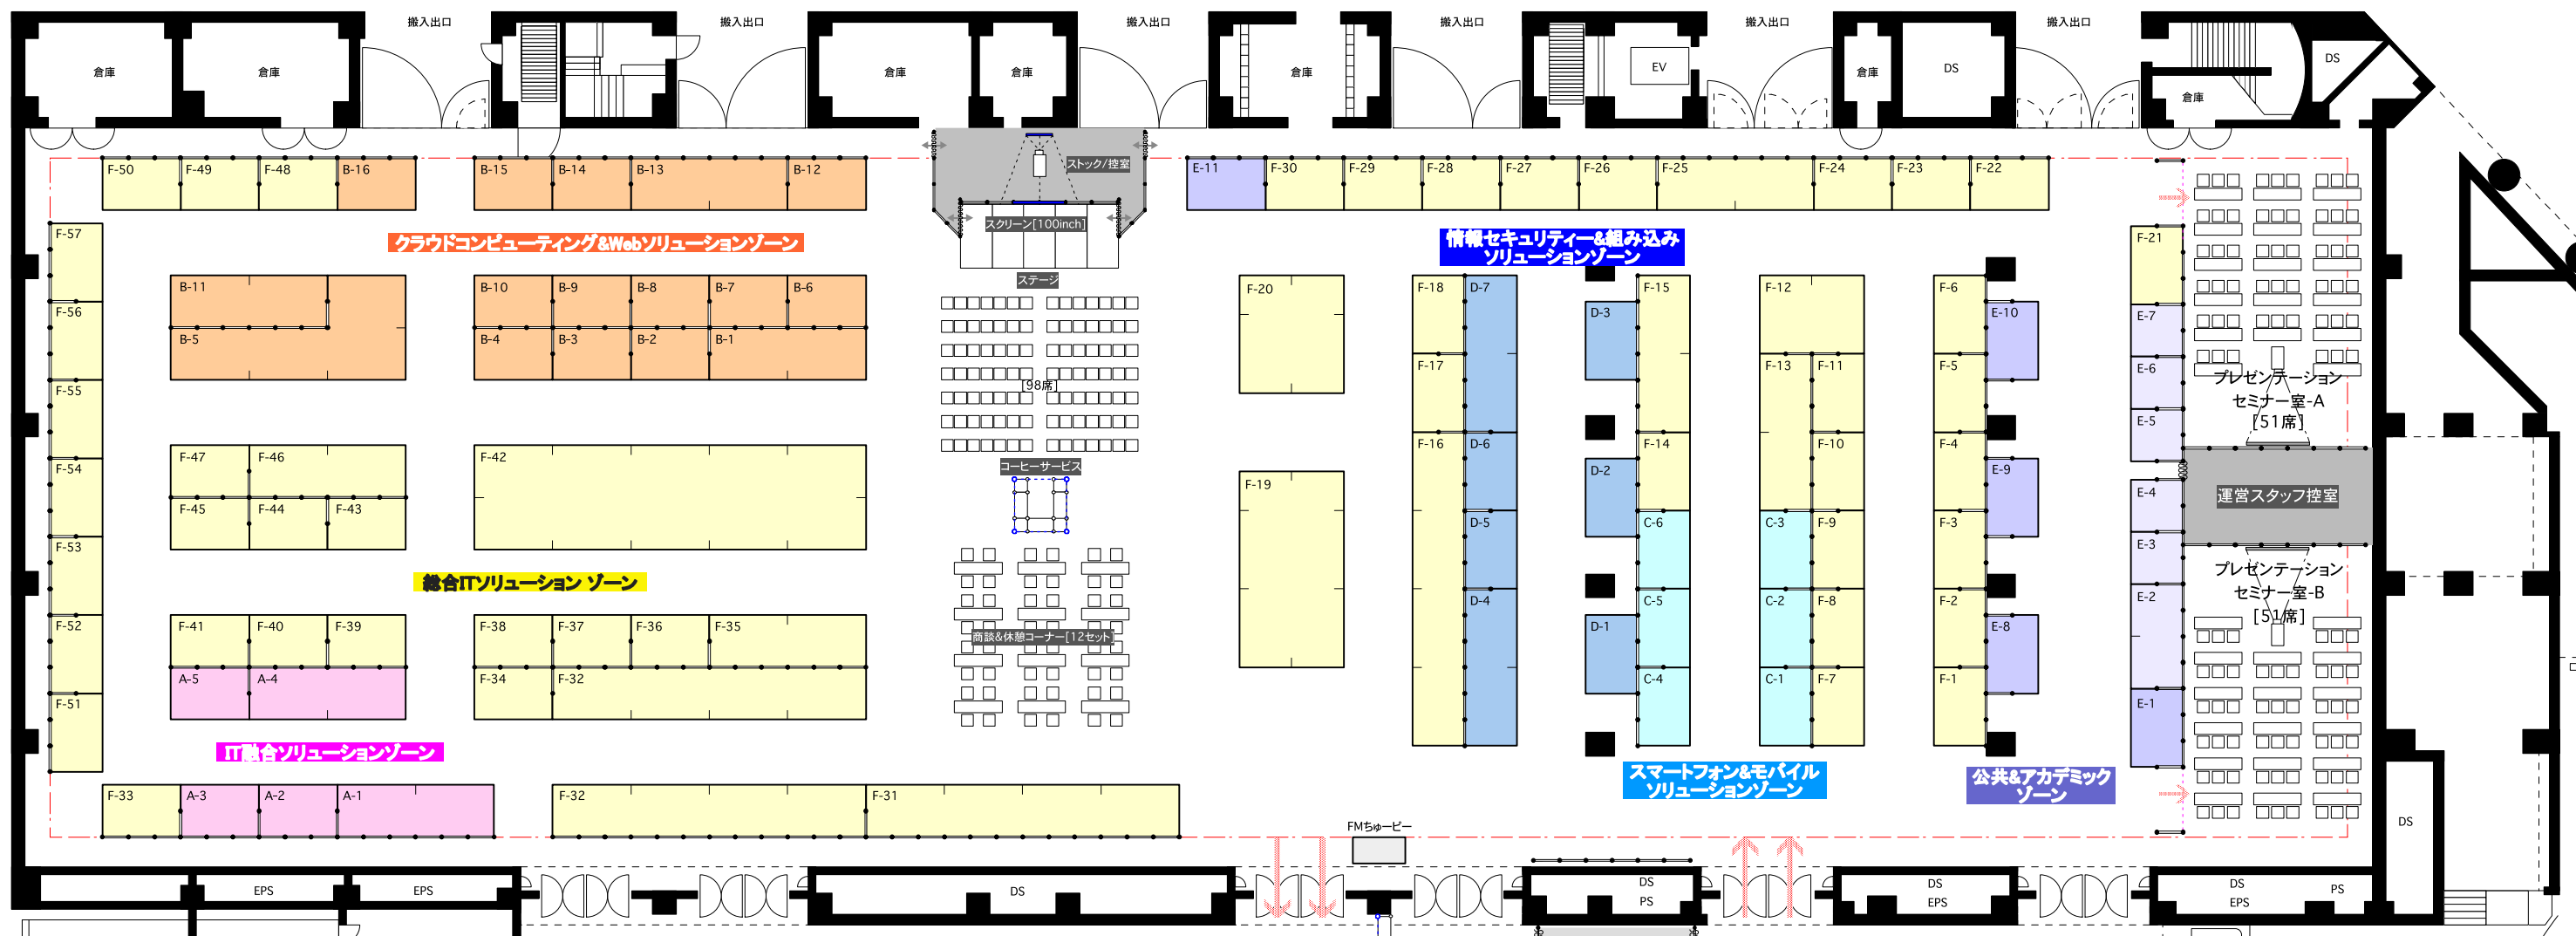 搬入出口
搬入出口
搬入出口
搬入出口
搬入出口
搬入出口
倉庫
倉庫
倉庫
倉庫
倉庫
EV
倉庫
DS
倉庫
DS
F-50
F-49
F-48
B-16
B-15
B-14
B-13
B-12
ストック/控室
E-11
F-30
F-29
F-28
F-27
F-26
F-25
F-24
F-23
F-22
スクリーン[100inch]
クラウドコンピューティング&Webソリューションゾーン
情報セキュリティー&組み込み
ソリューションゾーン
ステージ
F-57
F-56
F-55
F-54
F-53
F-52
F-51
B-11
B-5
B-10
B-9
B-8
B-7
B-6
B-4
B-3
B-2
B-1
[98席]
F-20
F-19
F-18
F-17
F-16
D-7
D-6
D-5
D-4
D-3
D-2
D-1
F-15
F-14
C-6
C-5
C-4
F-12
F-13
F-11
F-10
C-3
F-9
C-2
F-8
C-1
F-7
F-6
F-5
F-4
F-3
F-2
F-1
E-10
E-9
E-8
F-21
E-7
E-6
E-5
E-4
E-3
E-2
E-1
プレゼンテーション
セミナー室-A
[51席]
運営スタッフ控室
プレゼンテーション
セミナー室-B
[51席]
F-47
F-46
F-45
F-44
F-43
F-42
コーヒーサービス
総合ITソリューション ゾーン
F-41
F-40
F-39
A-5
A-4
F-38
F-37
F-36
F-35
F-34
F-32
商談&休憩コーナー[12セット]
IT融合ソリューションゾーン
スマートフォン&モバイル
ソリューションゾーン
公共&アカデミック
ゾーン
F-33
A-3
A-2
A-1
F-32
F-31
FMちゅーピー
DS
EPS
EPS
DS
DS
PS
DS
EPS
DS
EPS
PS